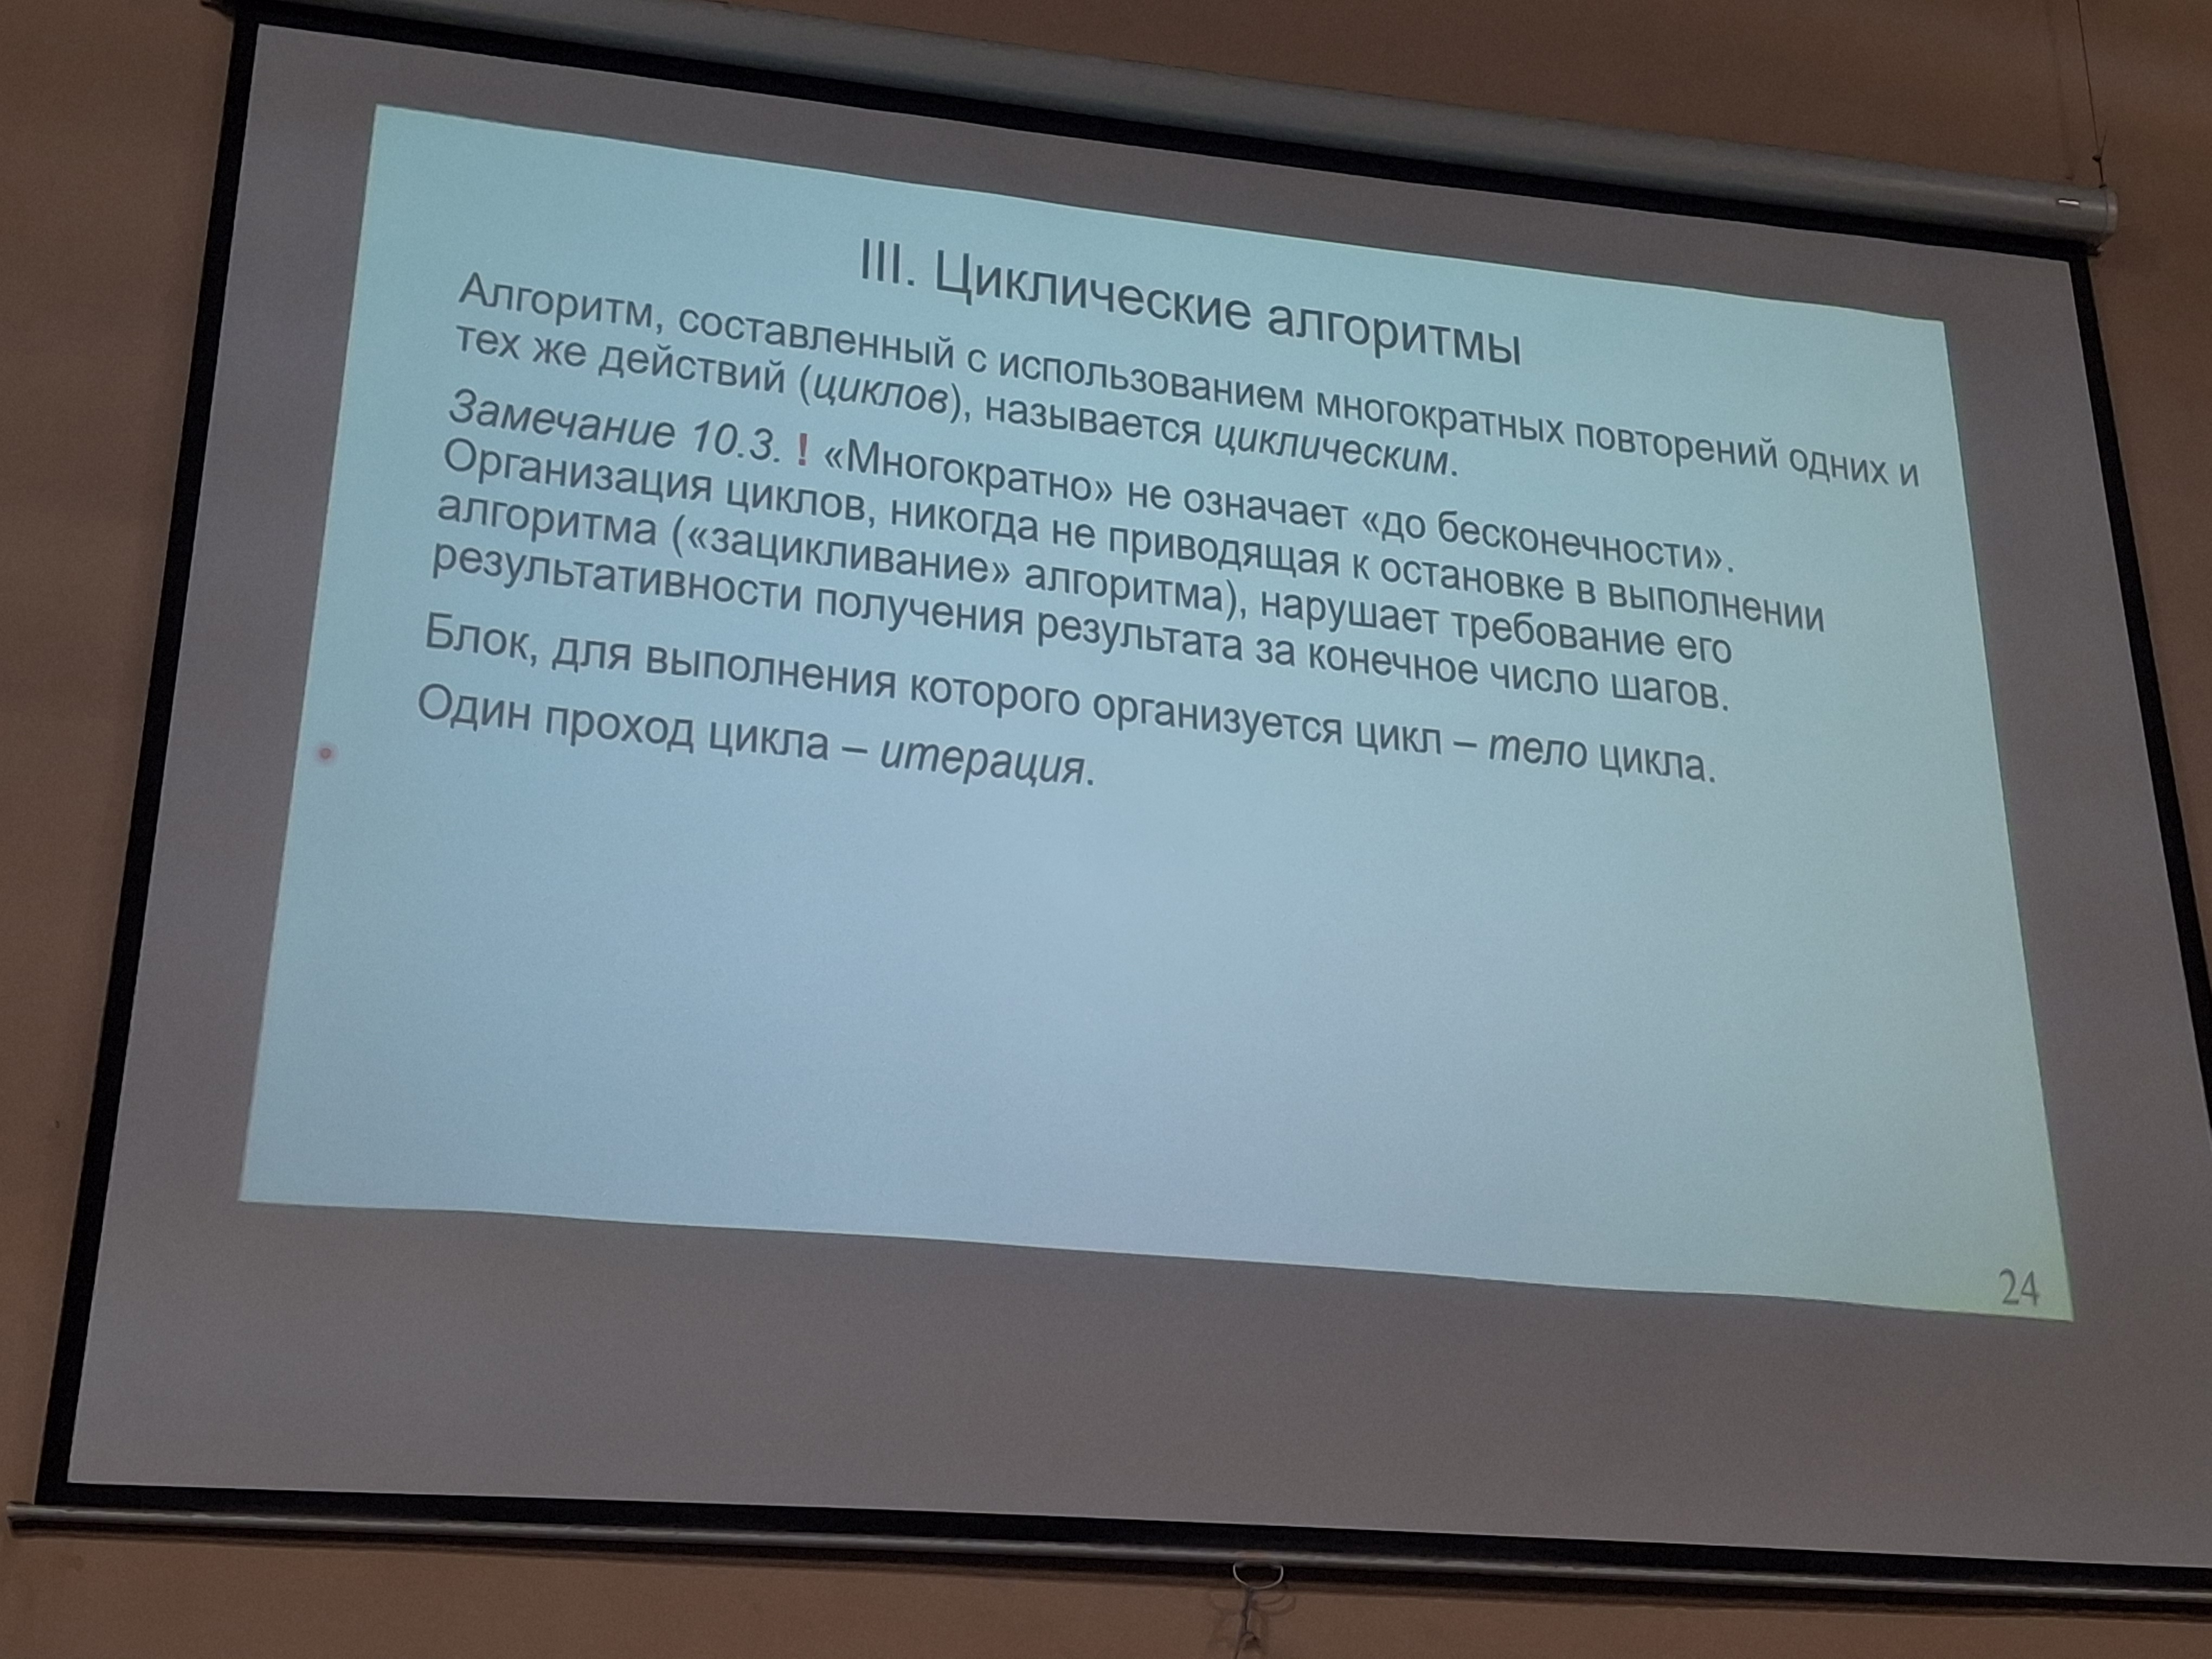 III. Циклические алгоритмы
Алгоритм, составленный с использованием многократных повторений одних и
тех же действий (циклов), называется циклическим.
Замечание 10.3. ! «Многократно» не означает «до бесконечности».
Организация циклов, никогда не приводящая к остановке в выполнении
алгоритма («зацикливание» алгоритма), нарушает требование его
результативности получения результата за конечное число шагов.
Блок, для выполнения которого организуется цикл – тело цикла.
Один проход цикла – итерация.
24